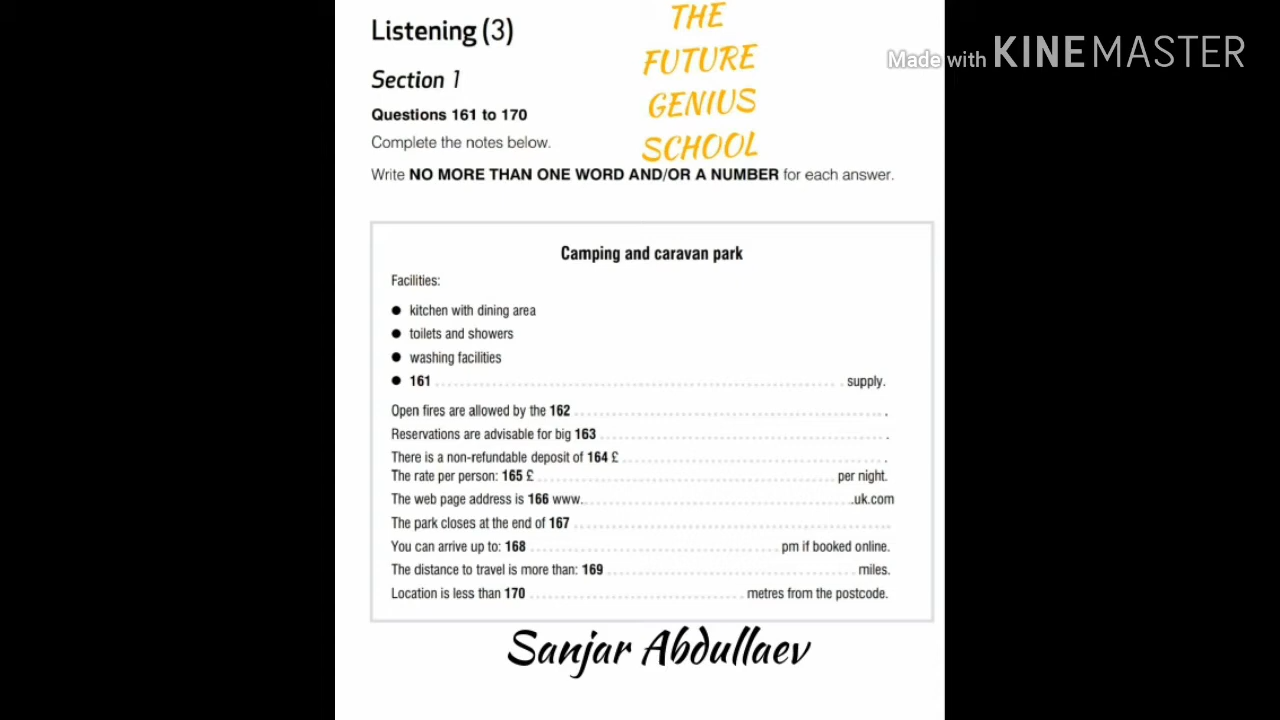 Listening (3)
THE
FUTURE
GENIUS
SCHOOL
Made with KINEMASTER
Section 1
Questions 161 to 170
Complete the notes below.
Write NO MORE THAN ONE WORD AND/OR A NUMBER for each answer.
Camping and caravan park
Facilities:
● kitchen with dining area
● toilets and showers
● washing facilities
● 161 .......... supply.
Open fires are allowed by the 162 .......... .
Reservations are advisable for big 163 .......... .
There is a non-refundable deposit of 164 £ .......... .
The rate per person: 165 £ .......... per night.
The web page address is 166 www. .......... .uk.com
The park closes at the end of 167 ..........
You can arrive up to: 168 .......... pm if booked online.
The distance to travel is more than: 169 .......... miles.
Location is less than 170 .......... metres from the postcode.
Sanjar Abdullaev